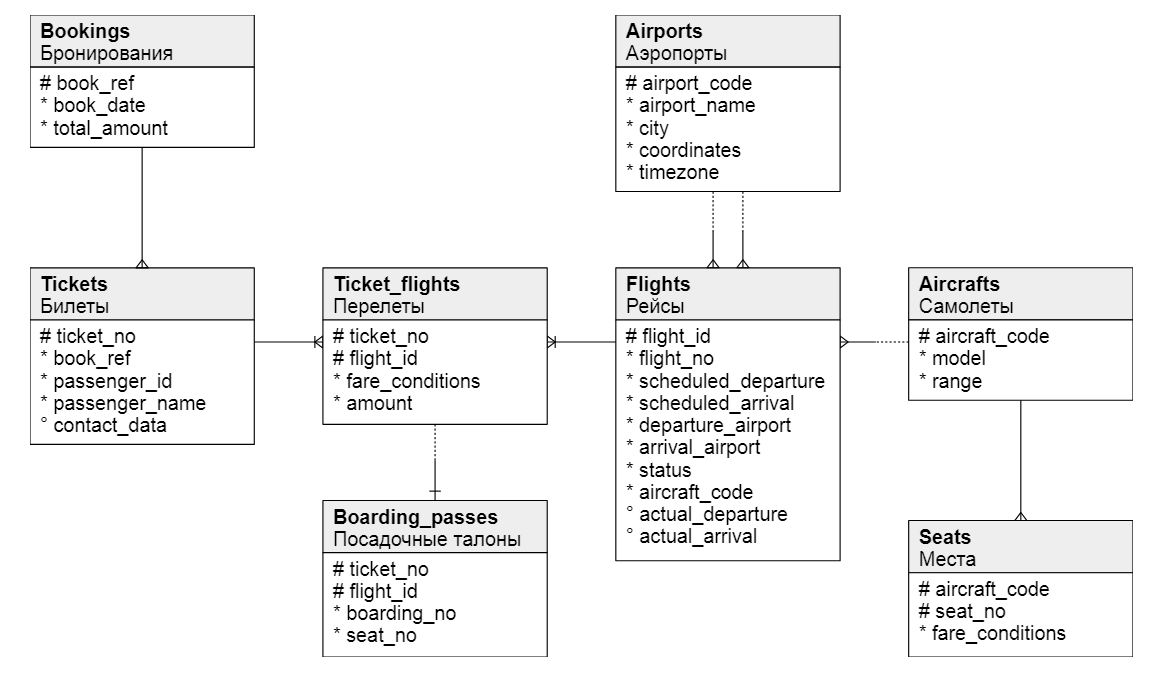 Bookings
Бронирования
# book_ref
* book_date
* total_amount
Airports
Аэропорты
# airport_code
* airport_name
* city
* coordinates
* timezone
Tickets
Билеты
# ticket_no
* book_ref
* passenger_id
* passenger_name
° contact_data
Ticket_flights
Перелеты
# ticket_no
# flight_id
* fare_conditions
* amount
Flights
Рейсы
# flight_id
* flight_no
* scheduled_departure
* scheduled_arrival
* departure_airport
* arrival_airport
* status
* aircraft_code
° actual_departure
° actual_arrival
Aircrafts
Самолеты
# aircraft_code
* model
* range
Boarding_passes
Посадочные талоны
# ticket_no
# flight_id
* boarding_no
* seat_no
Seats
Места
# aircraft_code
# seat_no
* fare_conditions